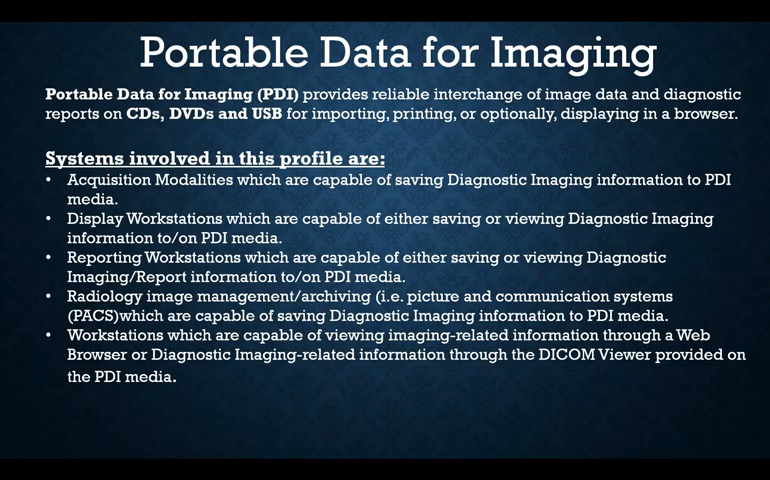 Portable Data for Imaging
Portable Data for Imaging (PDI) provides reliable interchange of image data and diagnostic
reports on CDs, DVDs and USB for importing, printing, or optionally, displaying in a browser.
Systems involved in this profile are:
• Acquisition Modalities which are capable of saving Diagnostic Imaging information to PDI
media.
• Display Workstations which are capable of either saving or viewing Diagnostic Imaging
information to/on PDI media.
• Reporting Workstations which are capable of either saving or viewing Diagnostic
Imaging/Report information to/on PDI media.
• Radiology image management/archiving (i.e. picture and communication systems
(PACS)which are capable of saving Diagnostic Imaging information to PDI media.
• Workstations which are capable of viewing imaging-related information through a Web
Browser or Diagnostic Imaging-related information through the DICOM Viewer provided on
the PDI media.